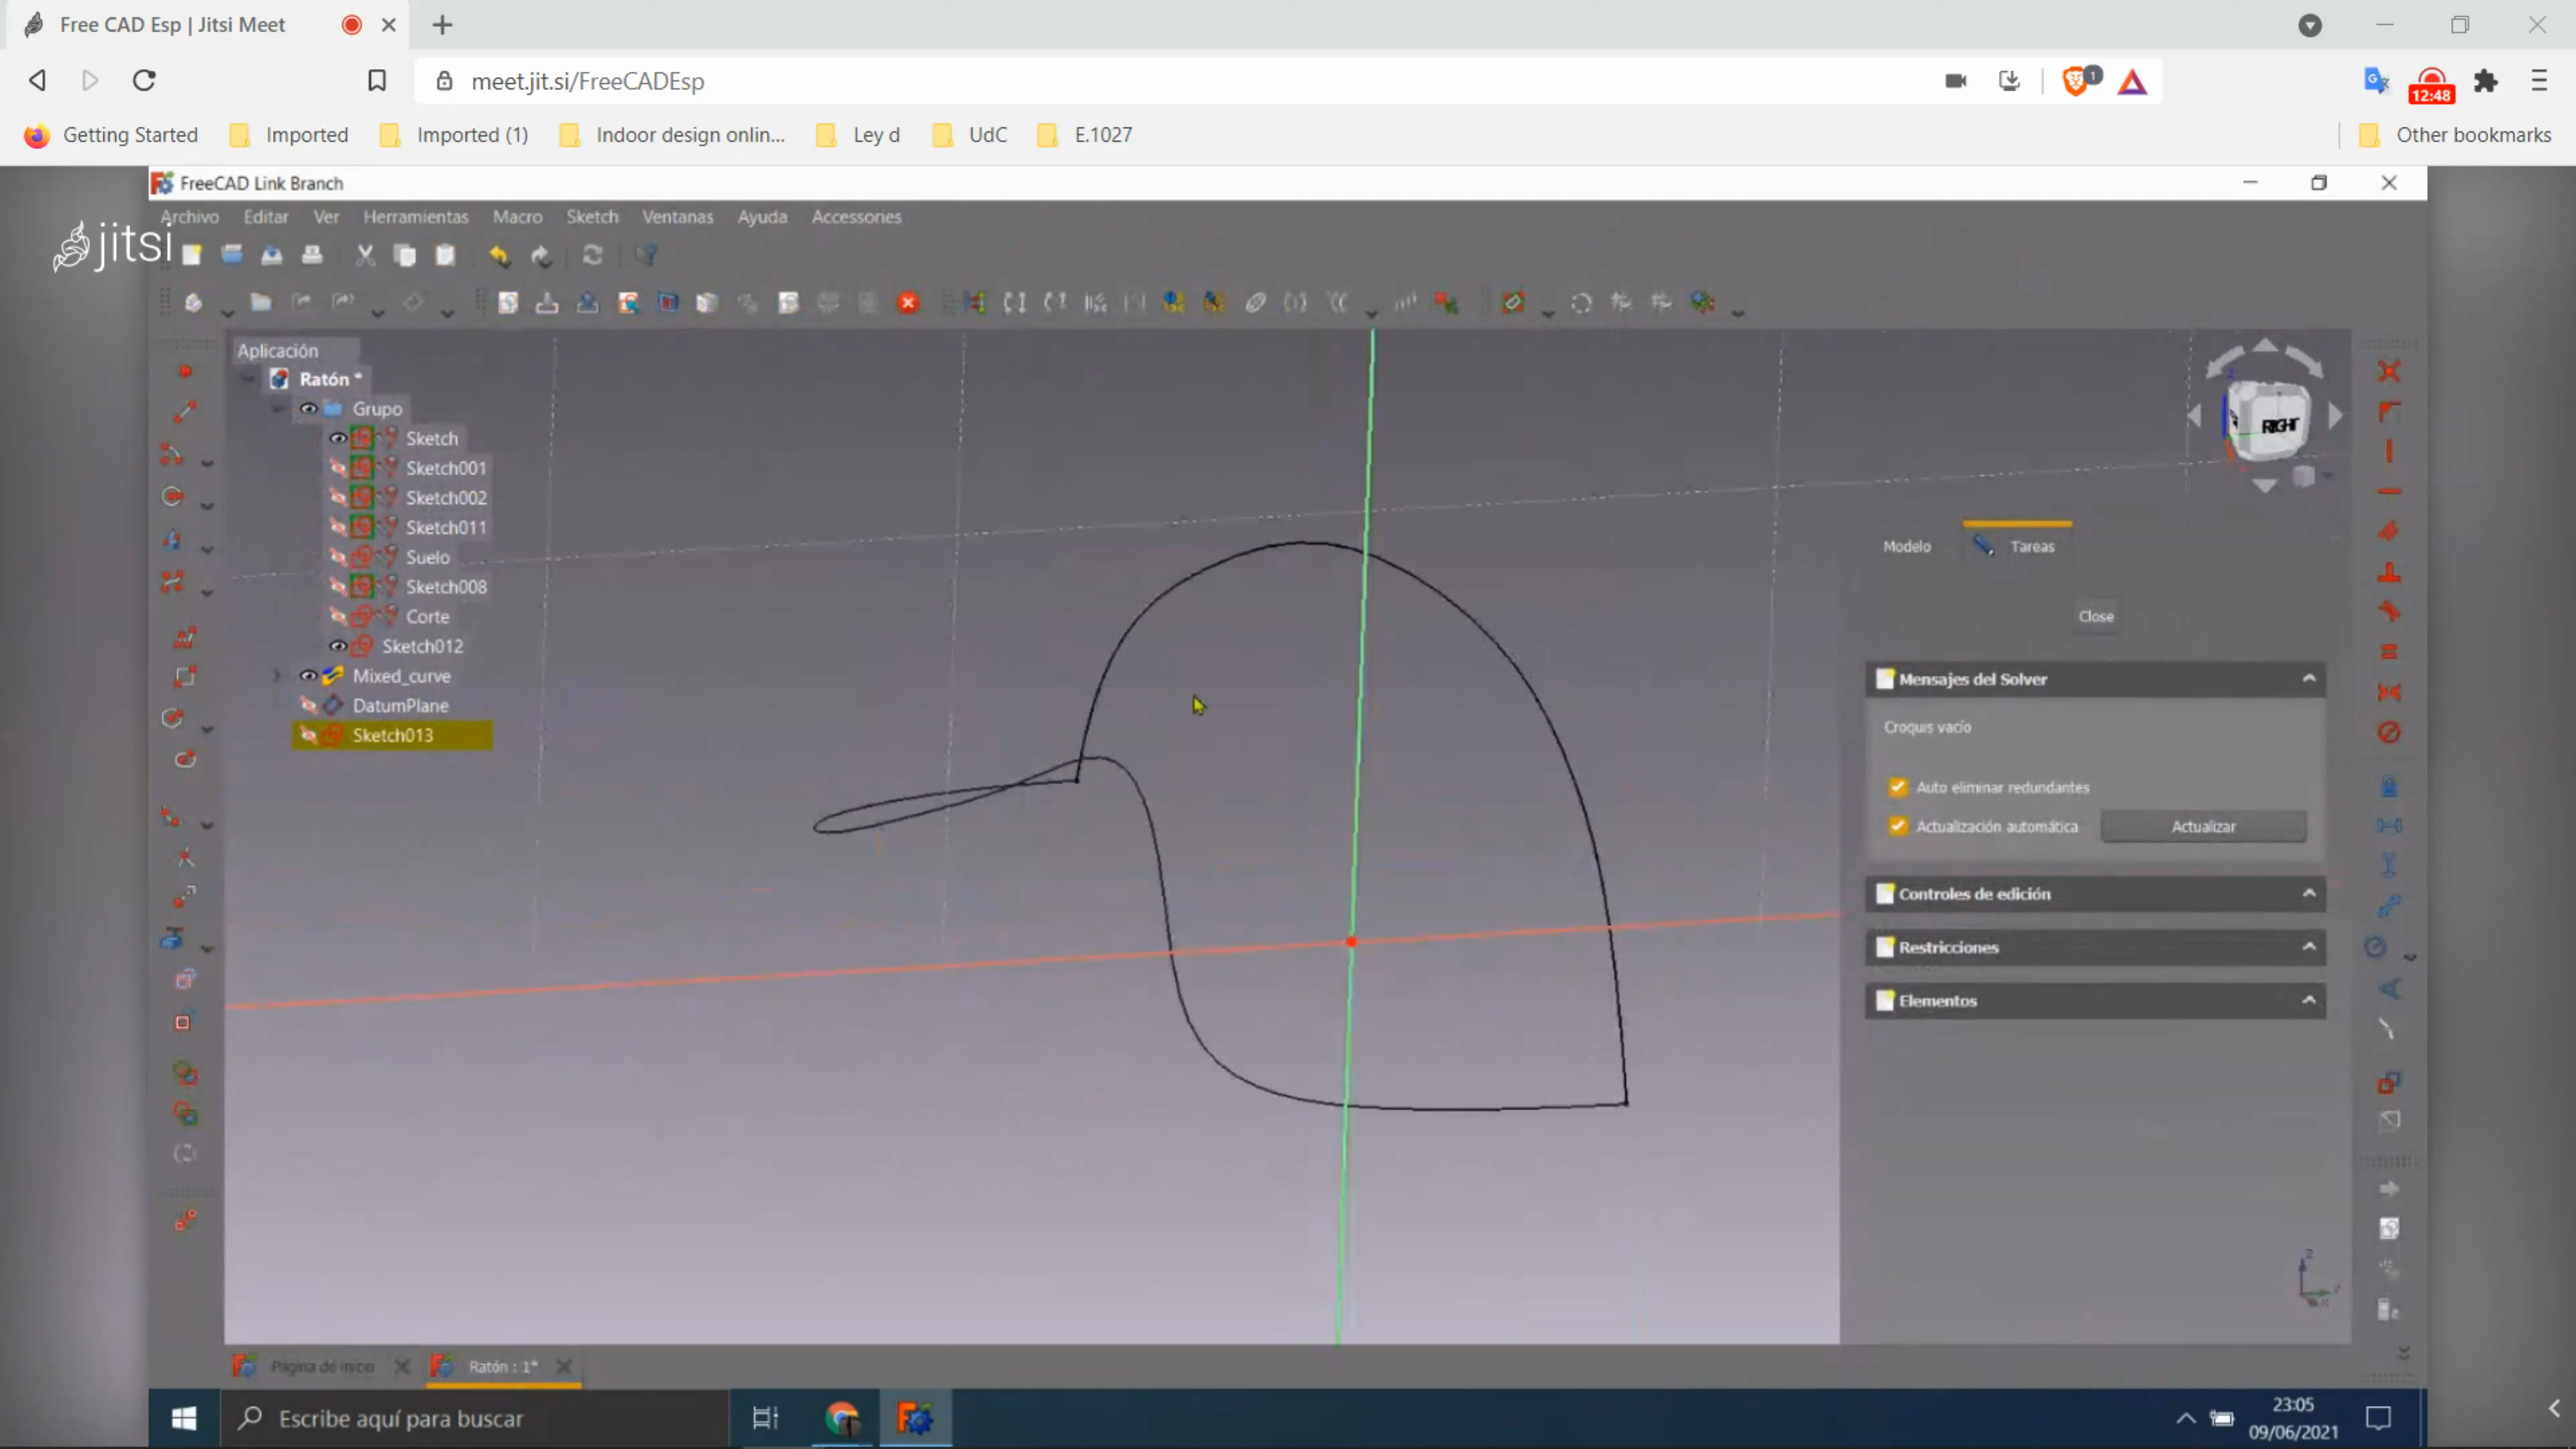 Free CAD Esp | Jitsi Meet
meet.jit.si/FreeCADEsp
1
12:48
Getting Started
Imported
Imported (1)
Indoor design onlin...
Ley d
UdC
E.1027
Other bookmarks
FreeCAD Link Branch
jitsi
Archivo Editar Ver Herramientas Macro Sketch Ventanas Ayuda Accessories
Aplicación
Ratón *
Grupo
Sketch
Sketch001
Sketch002
Sketch011
Suelo
Sketch008
Corte
Sketch012
Mixed_curve
DatumPlane
Sketch013
RIGHT
Modelo
Tareas
Close
Mensajes del Solver
Croquis vacío
Auto eliminar redundantes
Actualización automática
Actualizar
Controles de edición
Restricciones
Elementos
Z
Página de inicio
Ratón : 1*
Escribe aquí para buscar
23:05
09/06/2021